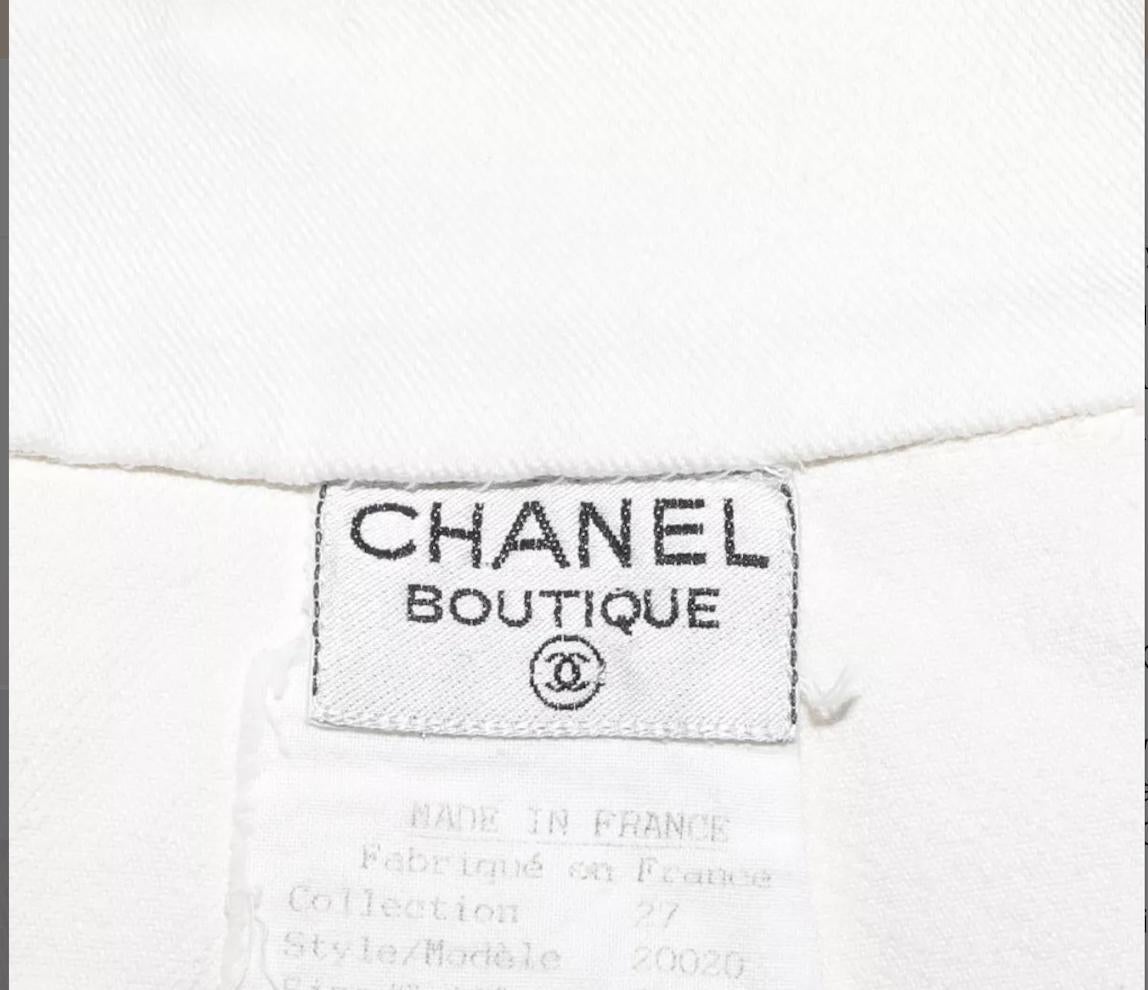 CHANEL
BOUTIQUE
MADE IN FRANCE
Fabriqué en France
Collection 27
Style/Modèle 20020